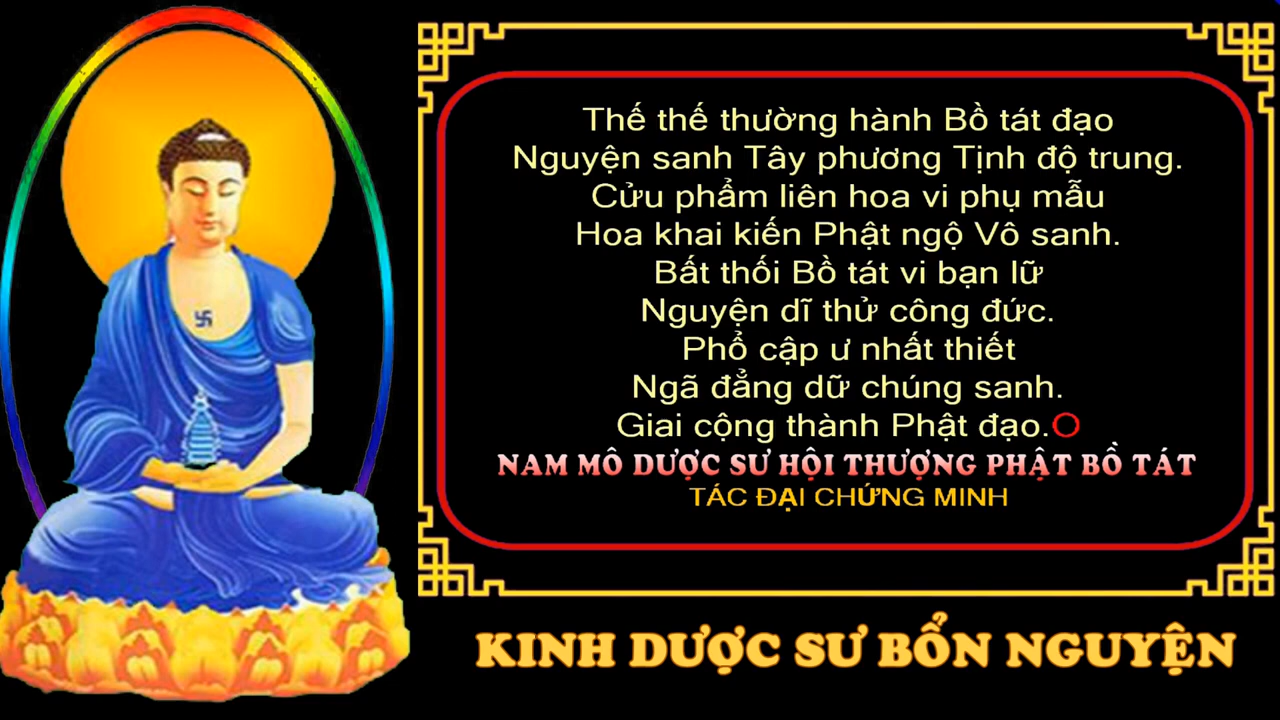 Thế thế thường hành Bồ tát đạo
Nguyện sanh Tây phương Tịnh độ trung.
Cửu phẩm liên hoa vi phụ mẫu
Hoa khai kiến Phật ngộ Vô sanh.
Bất thối Bồ tát vi bạn lữ
Nguyện dĩ thử công đức.
Phổ cập ư nhất thiết
Ngã đẳng dữ chúng sanh.
Giai cộng thành Phật đạo.O
NAM MÔ DƯỢC SƯ HỘI THƯỢNG PHẬT BỒ TÁT
TÁC ĐẠI CHỨNG MINH
KINH DƯỢC SƯ BỔN NGUYỆN